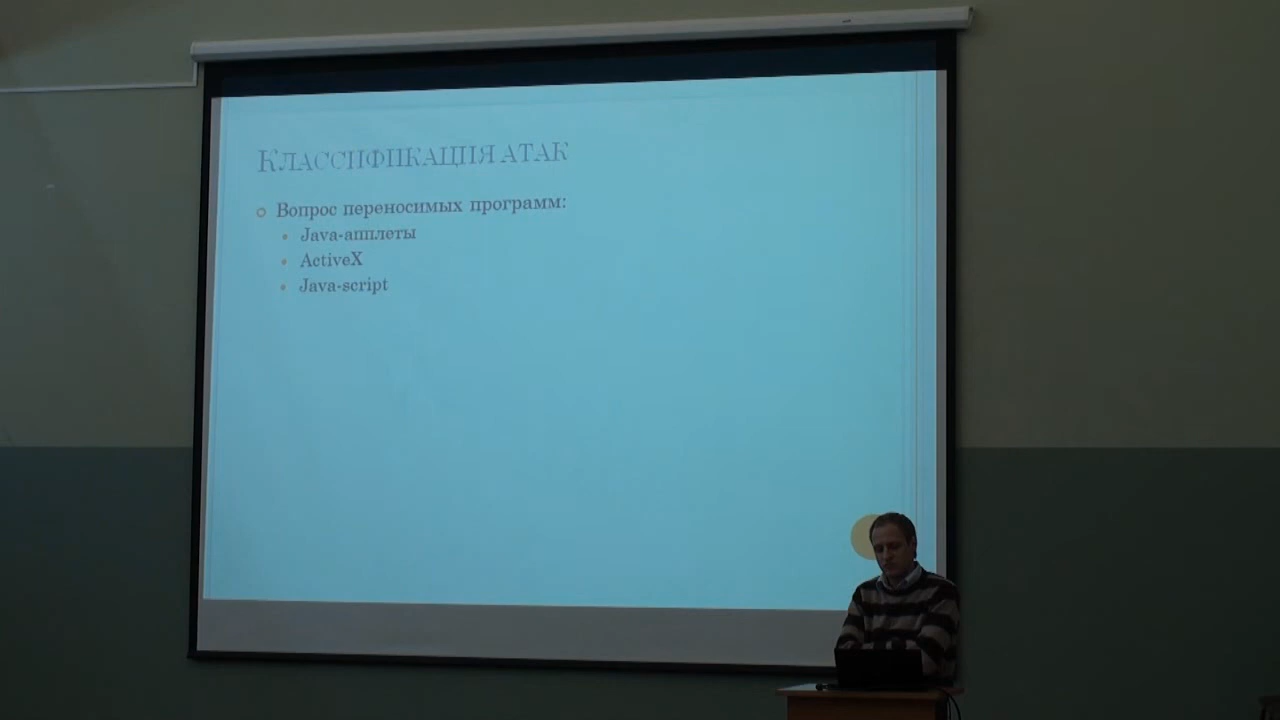 Классификация атак
Вопрос переносимых программ:
Java-апплеты
ActiveX
Java-script